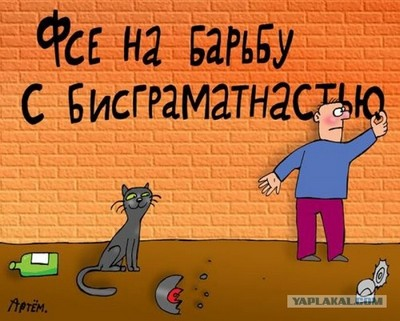 Фсе на барьбу
с бисграматнастью
Артём.
YAPLAKAL.COM